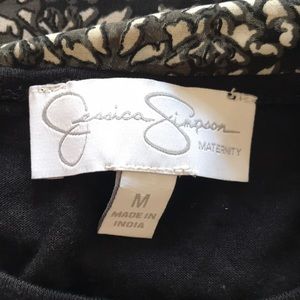 Jessica Simpson
MATERNITY
M
MADE IN
INDIA